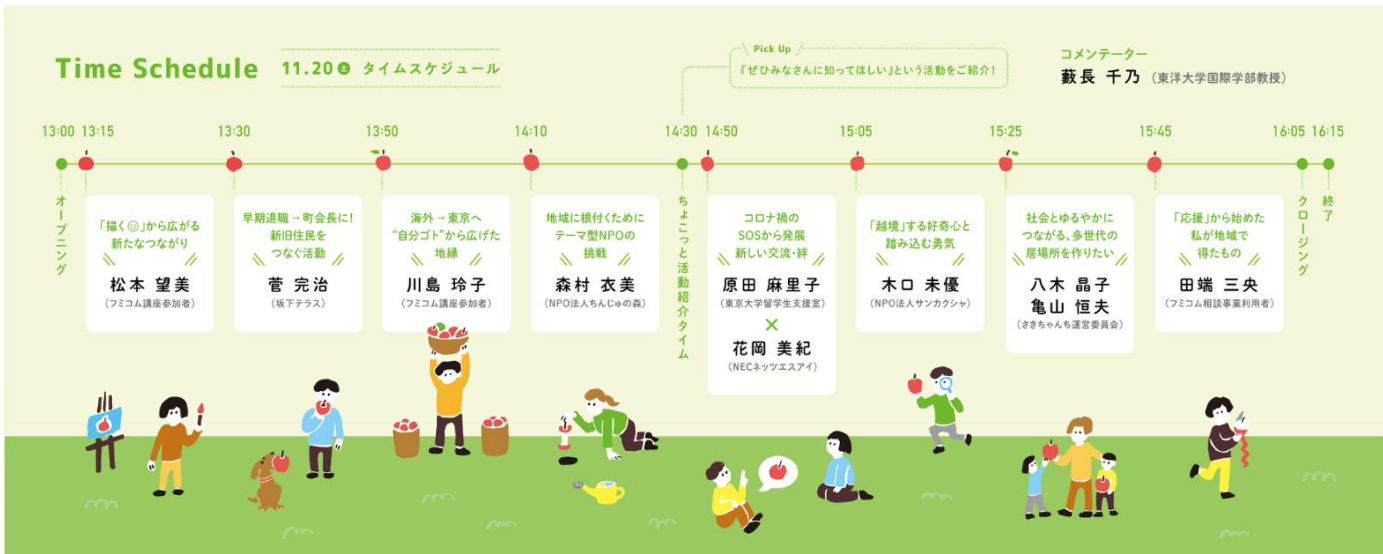 Time Schedule
11.20㊏ タイムスケジュール
Pick Up
『ぜひみなさんに知ってほしい』という活動をご紹介！
コメンテーター
藪長 千乃 （東洋大学国際学部教授）
13:00 13:15 13:30 13:50 14:10 14:30 14:50 15:05 15:25 15:45 16:05 16:15
オープニング
「描く☺」から広がる
新たなつながり
松本 望美
（フミコム講座参加者）
早期退職→町会長に！
新旧住民を
つなぐ活動
菅 完治
（坂下テラス）
海外→東京へ
“自分ゴト”から広げた
地縁
川島 玲子
（フミコム講座参加者）
地域に根付くために
テーマ型NPOの
挑戦
森村 衣美
（NPO法人ちんじゅの森）
ちょこっと活動紹介タイム
コロナ禍の
SOSから発展
新しい交流・絆
原田 麻里子
（東京大学留学生支援室）
×
花岡 美紀
（NECネッツエスアイ）
「越境」する好奇心と
踏み込む勇気
木口 未優
（NPO法人サンカクシャ）
社会とゆるやかに
つながる、多世代の
居場所を作りたい
八木 晶子
亀山 恒夫
（さきちゃんち運営委員会）
「応援」から始めた
私が地域で
得たもの
田端 三央
（フミコム相談事業利用者）
クロージング
終了